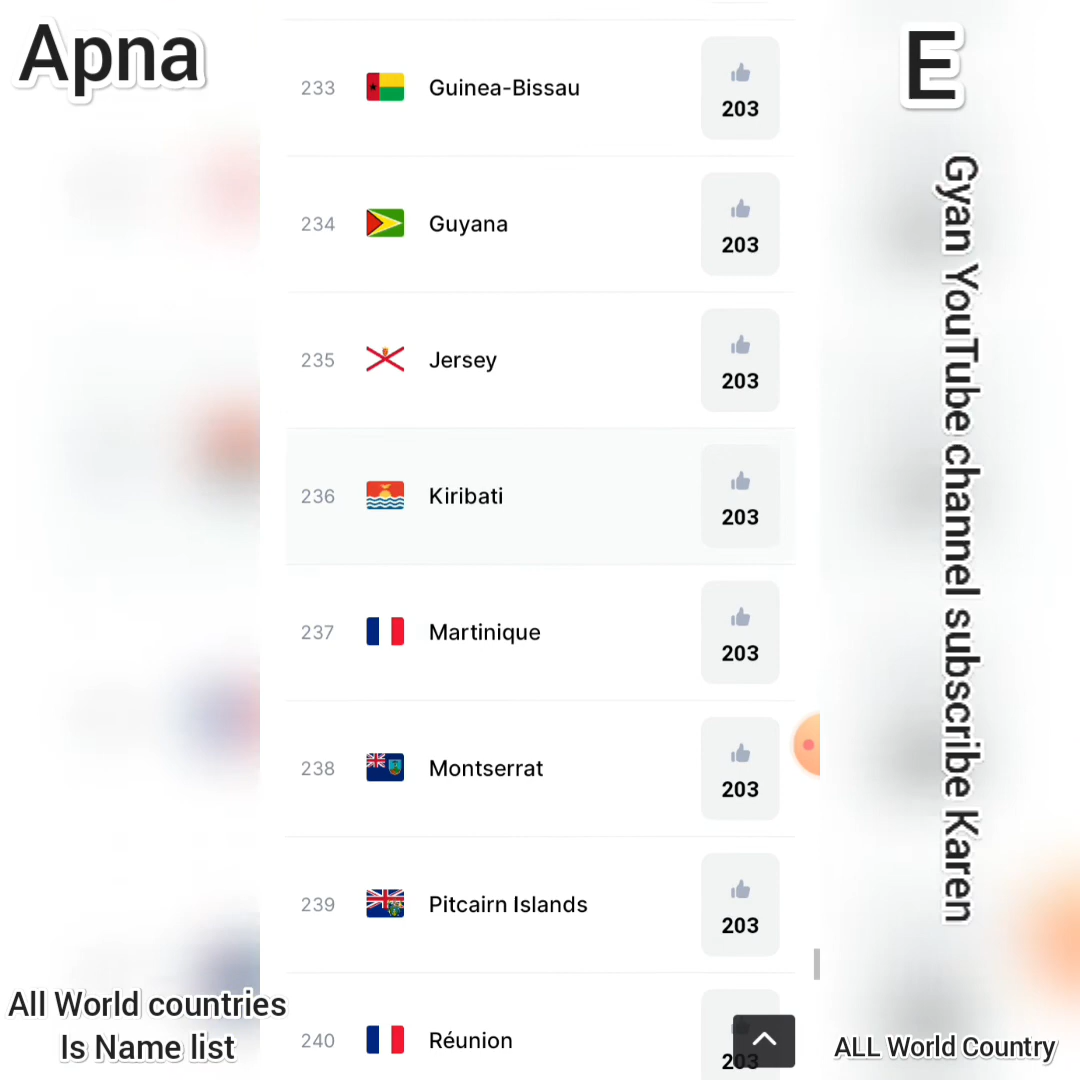 Apna
E
233 Guinea-Bissau 203
234 Guyana 203
235 Jersey 203
236 Kiribati 203
237 Martinique 203
238 Montserrat 203
239 Pitcairn Islands 203
240 Réunion 203
Gyan YouTube channel subscribe Karen
All World countries
Is Name list
ALL World Country